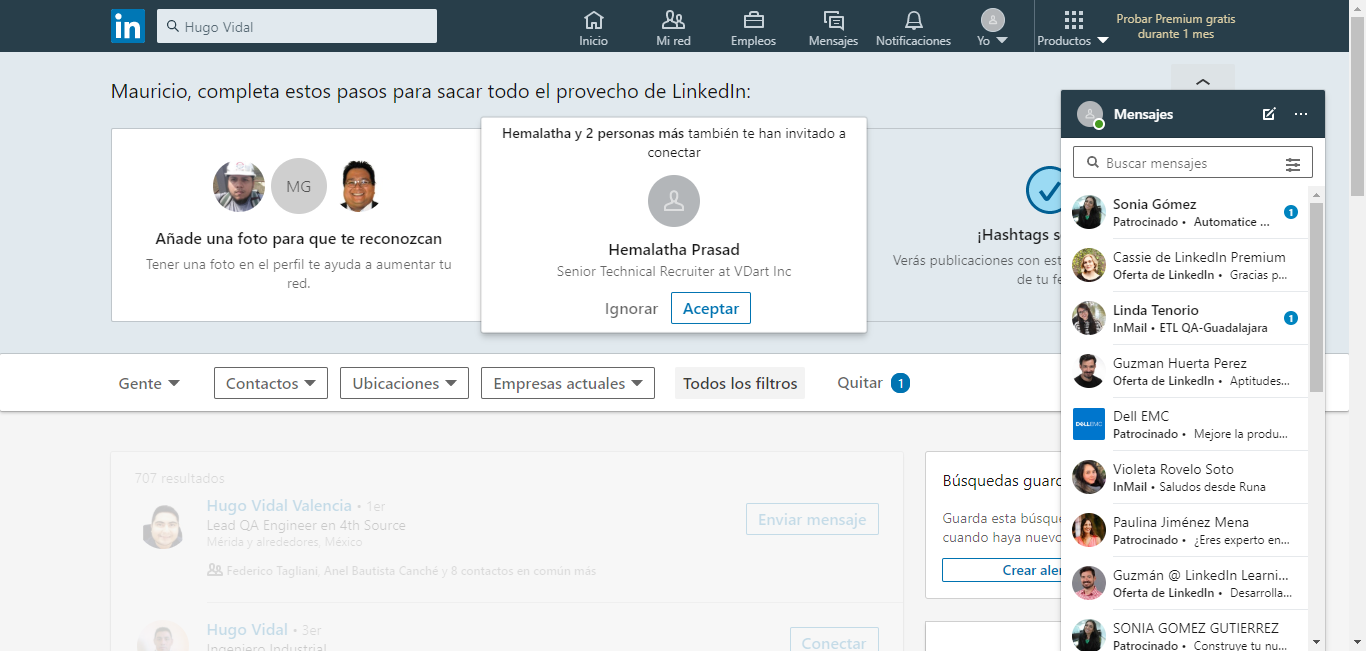 in
Hugo Vidal
Inicio
Mi red
Empleos
Mensajes
Notificaciones
Yo
Productos
Probar Premium gratis
durante 1 mes
Mauricio, completa estos pasos para sacar todo el provecho de LinkedIn:
MG
Añade una foto para que te reconozcan
Tener una foto en el perfil te ayuda a aumentar tu
red.
Hemalatha y 2 personas más también te han invitado a
conectar
Hemalatha Prasad
Senior Technical Recruiter at VDart Inc
Ignorar
Aceptar
¡Hashtags
Verás publicaciones con
de tu
Gente
Contactos
Ubicaciones
Empresas actuales
Todos los filtros
Quitar 1
707 resultados
Hugo Vidal Valencia • 1er
Lead QA Engineer en 4th Source
Mérida y alrededores, México
Federico Tagliani, Anel Bautista Canché y 8 contactos en común más
Enviar mensaje
Hugo Vidal • 3er
Ingeniero Industrial
Conectar
Búsquedas
Guarda esta
cuando haya
Crear
Mensajes
Buscar mensajes
Sonia Gómez
Patrocinado • Automatice ...
1
Cassie de LinkedIn Premium
Oferta de LinkedIn • Gracias p...
Linda Tenorio
InMail • ETL QA-Guadalajara
1
Guzman Huerta Perez
Oferta de LinkedIn • Aptitudes...
DELLEMC
Dell EMC
Patrocinado • Mejore la produ...
Violeta Rovelo Soto
InMail • Saludos desde Runa
Paulina Jiménez Mena
Patrocinado • ¿Eres experto en...
Guzmán @ LinkedIn Learni...
Oferta de LinkedIn • Desarrolla...
SONIA GOMEZ GUTIERREZ
Patrocinado • Construye tu nu...